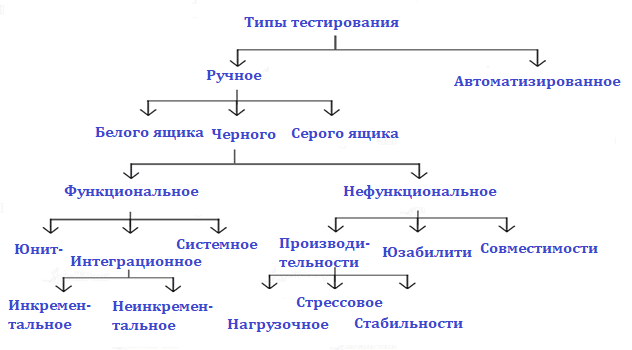 Типы тестирования
Ручное
Автоматизированное
Белого ящика
Черного
Серого ящика
Функциональное
Нефункциональное
Юнит-
Интеграционное
Системное
Производи-
тельности
Юзабилити
Совместимости
Инкремен-
тальное
Неинкремен-
тальное
Нагрузочное
Стрессовое
Стабильности